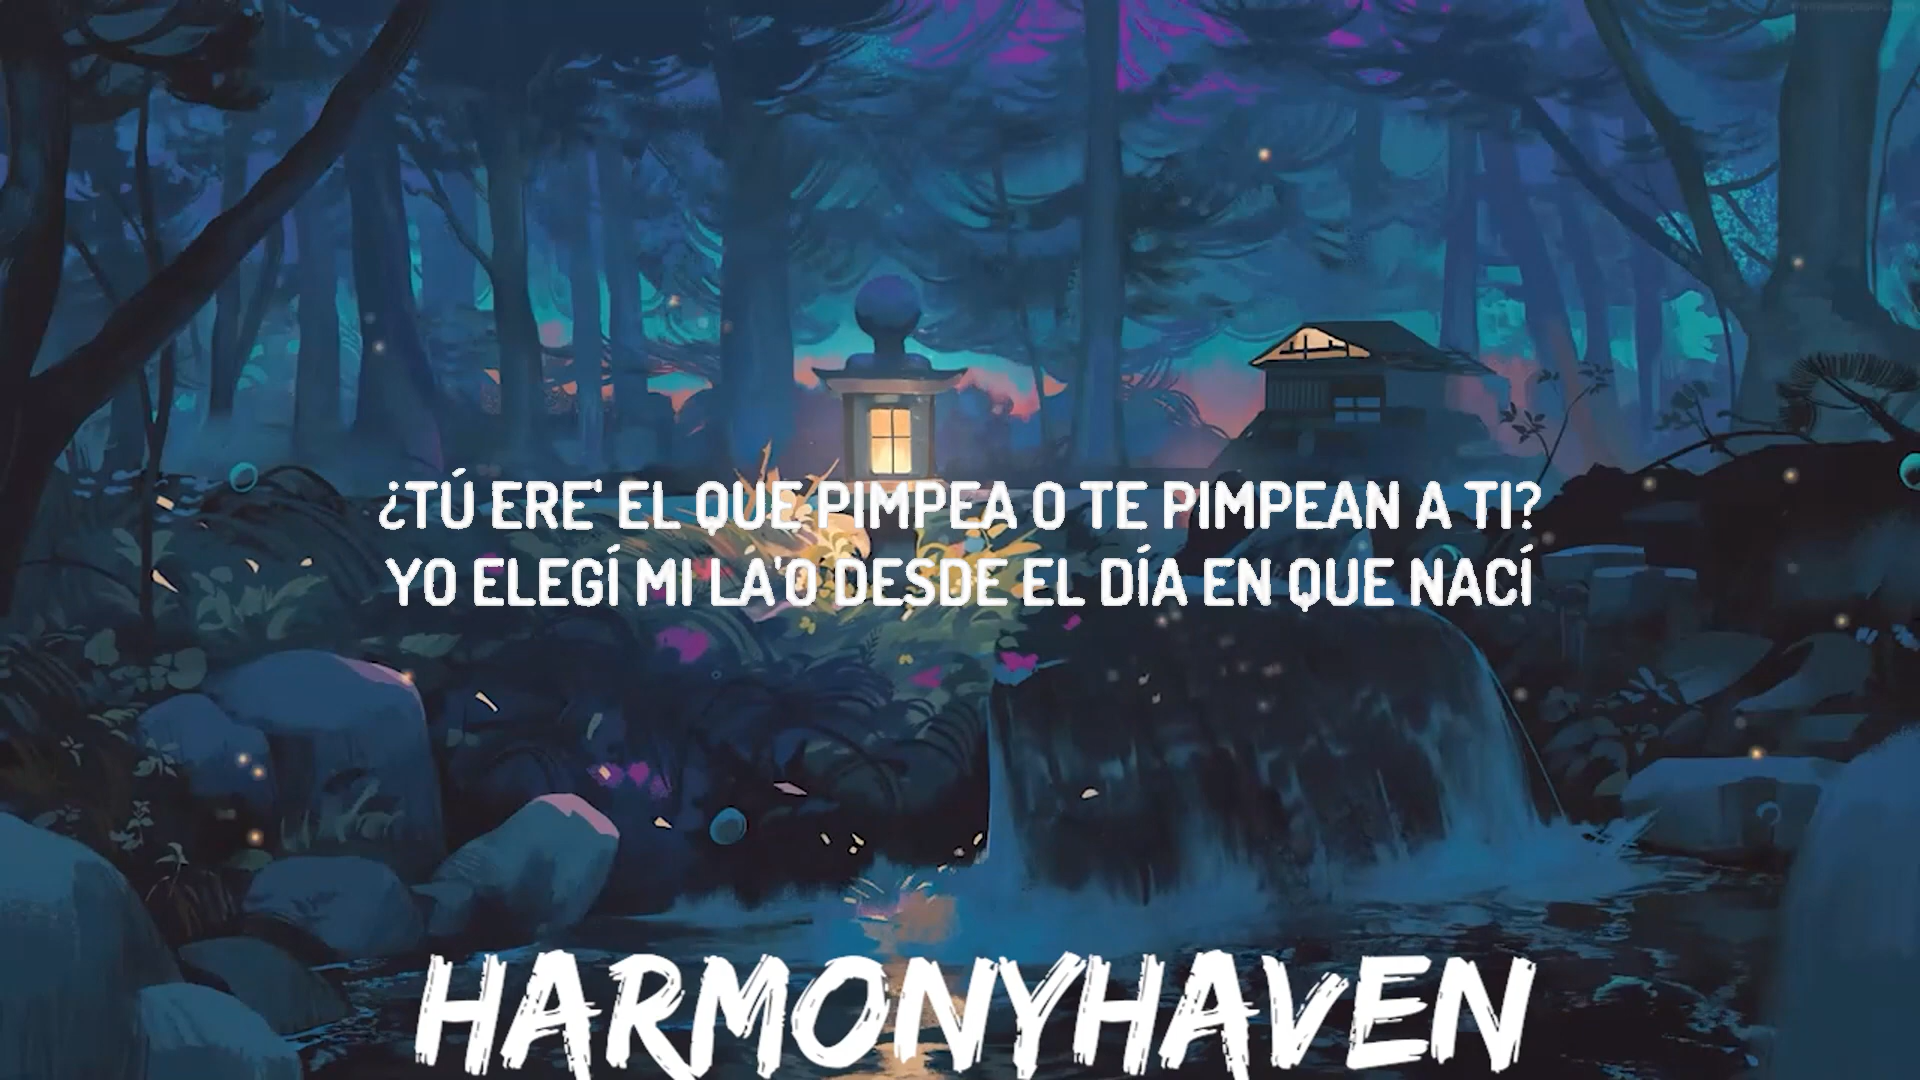 ¿TÚ ERE' EL QUE PIMPEA O TE PIMPEAN A TI?
YO ELEGÍ MI LA'O DESDE EL DÍA EN QUE NACÍ
HARMONYHAVEN